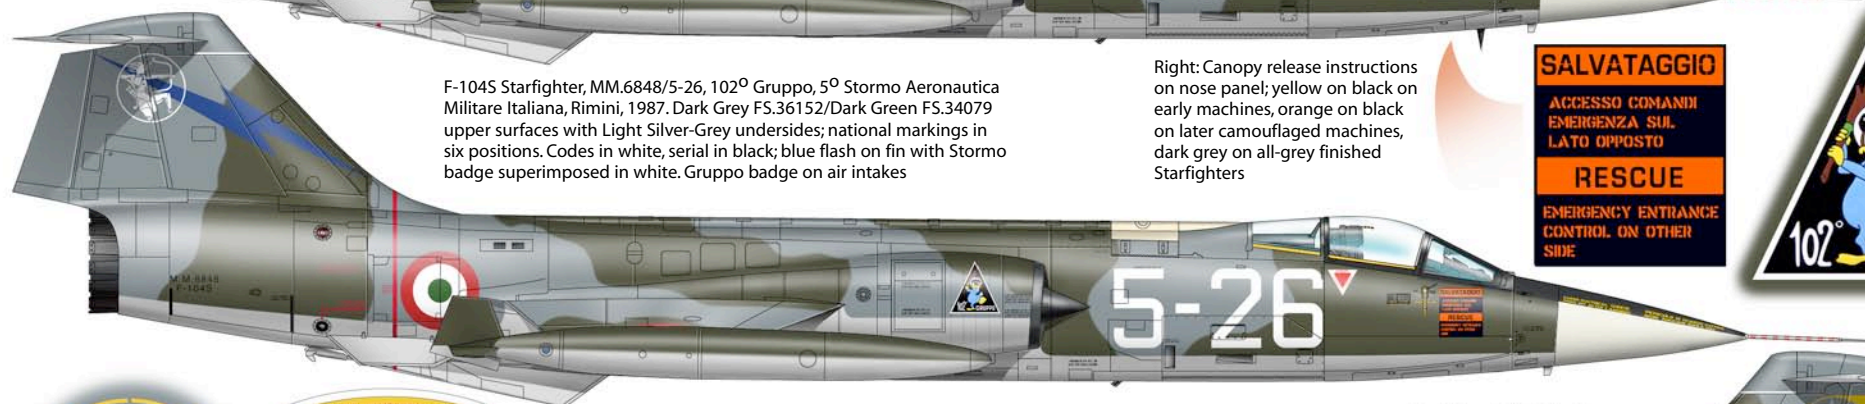 F-104S Starfighter, MM.6848/5-26, 102º Gruppo, 5º Stormo Aeronautica
Militare Italiana, Rimini, 1987. Dark Grey FS.36152/Dark Green FS.34079
upper surfaces with Light Silver-Grey undersides; national markings in
six positions. Codes in white, serial in black; blue flash on fin with Stormo
badge superimposed in white. Gruppo badge on air intakes
Right: Canopy release instructions
on nose panel; yellow on black on
early machines, orange on black
on later camouflaged machines,
dark grey on all-grey finished
Starfighters
SALVATAGGIO
ACCESSO COMANDI
EMERGENZA SUL
LATO OPPOSTO
RESCUE
EMERGENCY ENTRANCE
CONTROL ON OTHER
SIDE
102°
M.M.6848
F-104S
102° GRUPPO
5-26
SALVATAGGIO
RESCUE